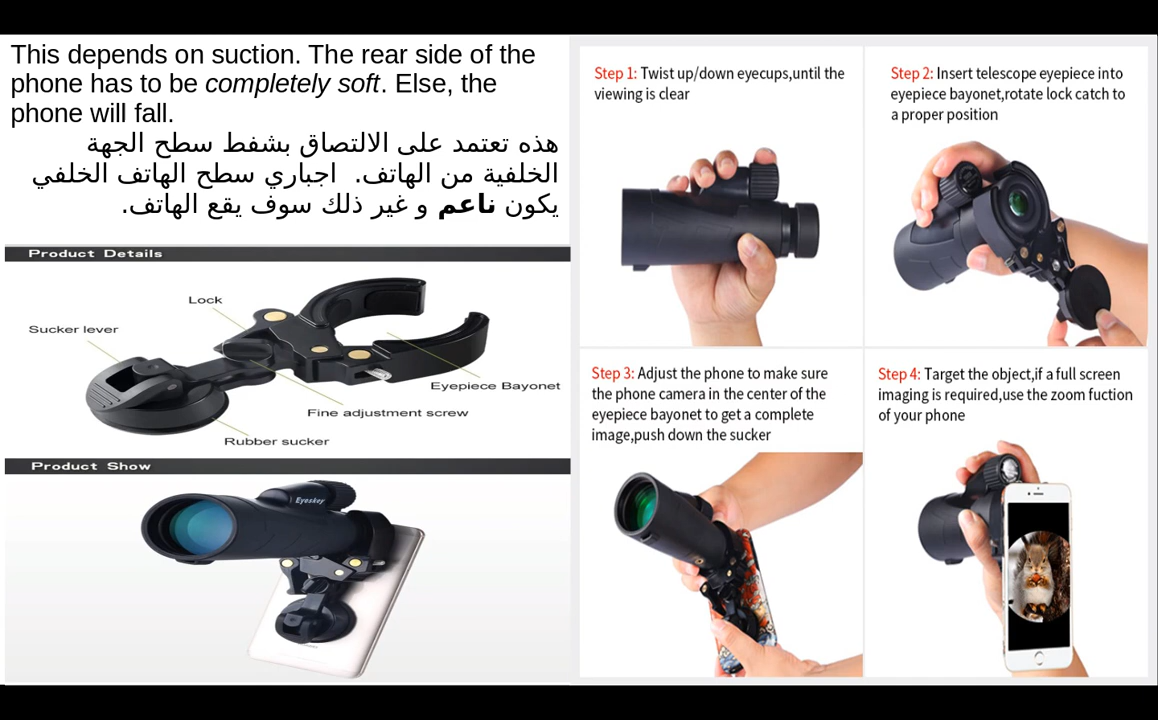 This depends on suction. The rear side of the
phone has to be completely soft. Else, the
phone will fall.
هذه تعتمد على الالتصاق بشفط سطح الجهة
الخلفية من الهاتف. اجباري سطح الهاتف الخلفي
يكون ناعم و غير ذلك سوف يقع الهاتف.
Product Details
Lock
Sucker lever
Eyepiece Bayonet
Fine adjustment screw
Rubber sucker
Product Show
Eyeskey
Step 1: Twist up/down eyecups,until the
viewing is clear
Step 2: Insert telescope eyepiece into
eyepiece bayonet,rotate lock catch to
a proper position
Step 3: Adjust the phone to make sure
the phone camera in the center of the
eyepiece bayonet to get a complete
image,push down the sucker
Step 4: Target the object,if a full screen
imaging is required,use the zoom fuction
of your phone